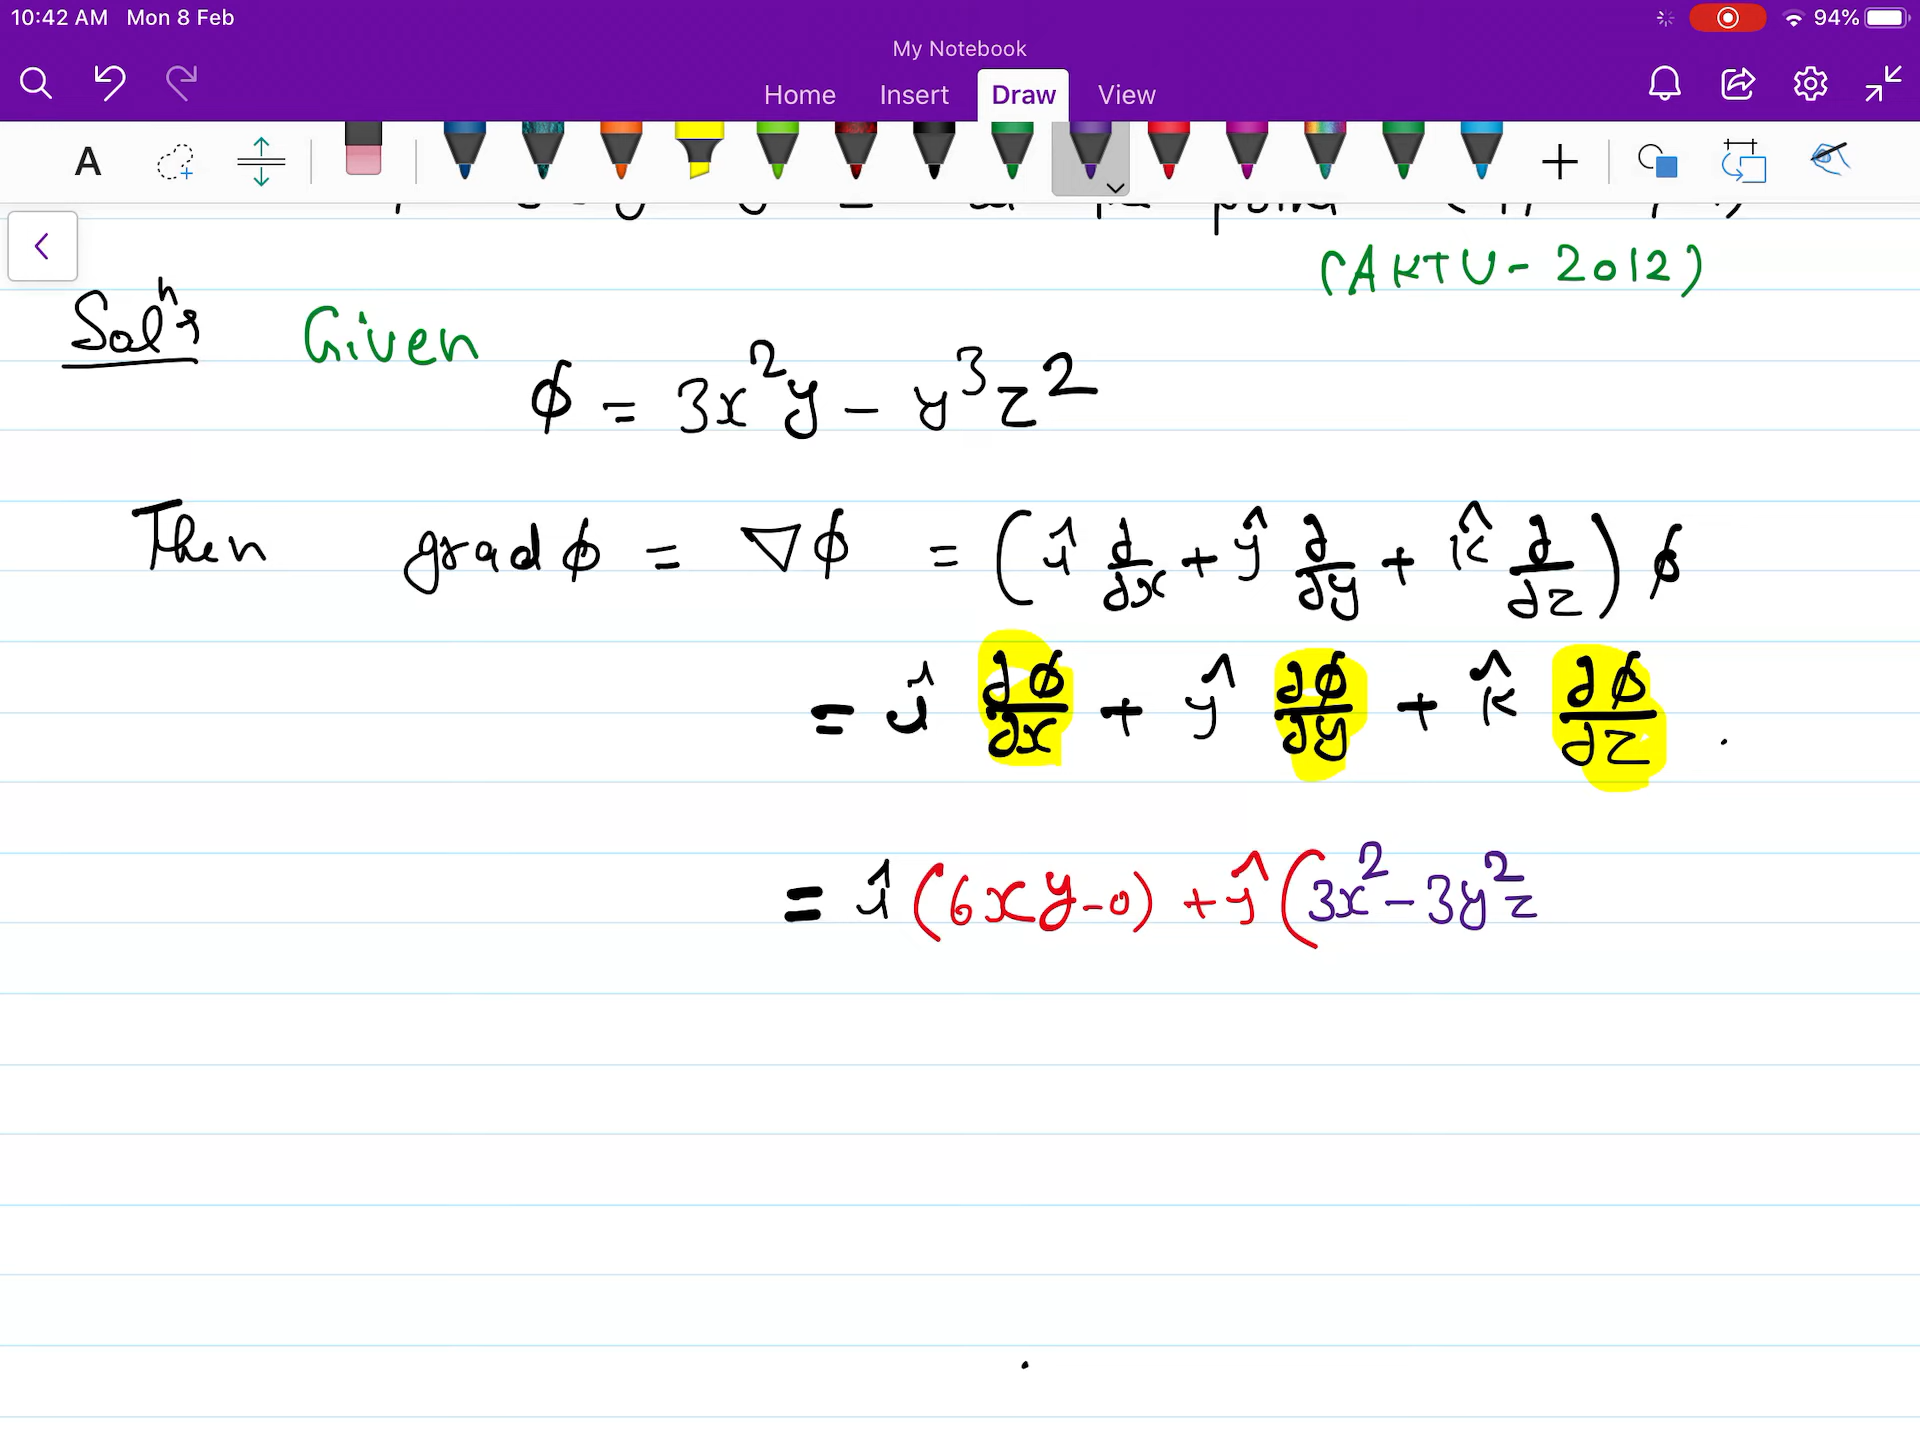 10:42 AM Mon 8 Feb 94%
My Notebook
Home Insert Draw View
A
(AKTU - 2012)
Solⁿ: Given
ϕ = 3x²y - y³z²
Then grad ϕ = ∇ϕ = (î ∂/∂x + ĵ ∂/∂y + k̂ ∂/∂z) ϕ
= î ∂ϕ/∂x + ĵ ∂ϕ/∂y + k̂ ∂ϕ/∂z .
= î (6xy - 0) + ĵ (3x² - 3y²z